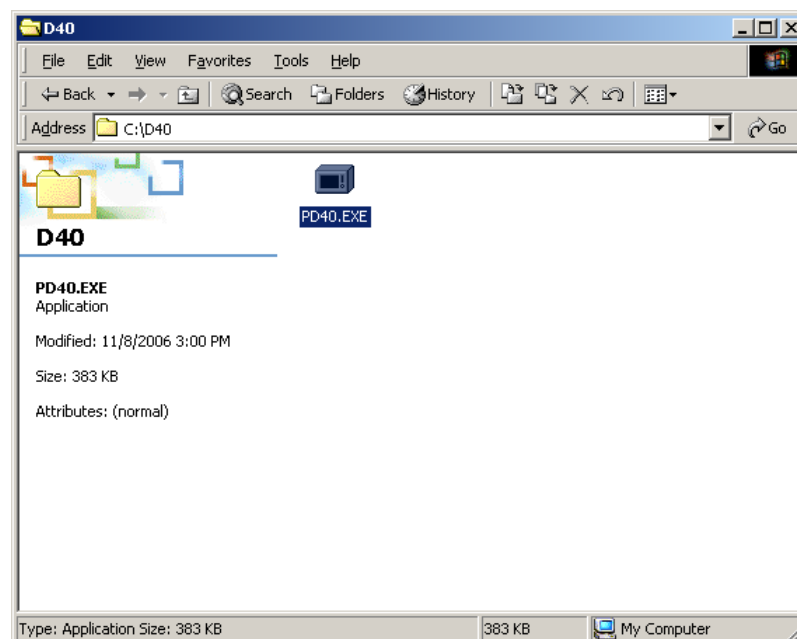 D40
File Edit View Favorites Tools Help
Back Search Folders History
Address C:\D40 Go
PD40.EXE
D40
PD40.EXE
Application
Modified: 11/8/2006 3:00 PM
Size: 383 KB
Attributes: (normal)
Type: Application Size: 383 KB 383 KB My Computer